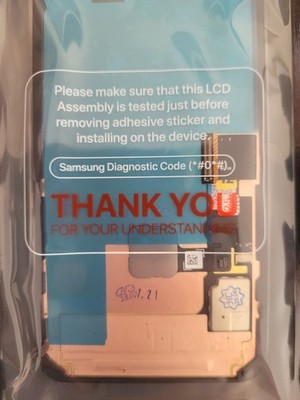 Please make sure that this LCD
Assembly is tested just before
removing adhesive sticker and
installing on the device.
Samsung Diagnostic Code (*#0*#).
THANK YO
FOR YOUR UNDERSTANDING